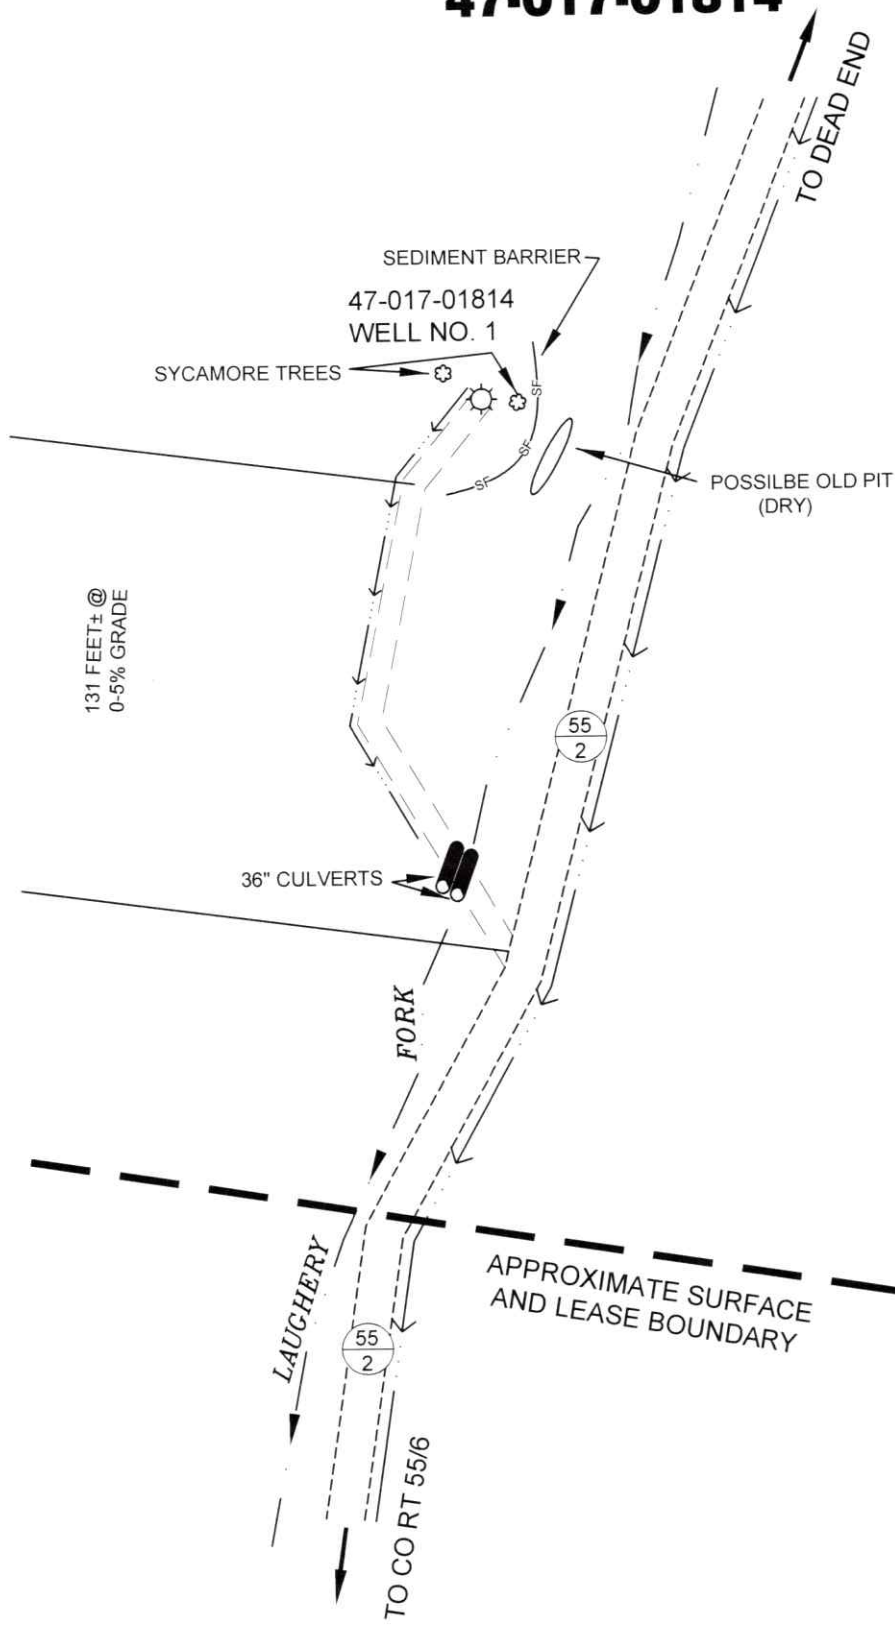 47-017-01814
TO DEAD END
SEDIMENT BARRIER
47-017-01814
WELL NO. 1
SYCAMORE TREES
SF
SF
SF
POSSILBE OLD PIT
(DRY)
131 FEET± @
0-5% GRADE
55
2
36" CULVERTS
FORK
LAUGHERY
APPROXIMATE SURFACE
AND LEASE BOUNDARY
55
2
TO CO RT 55/6